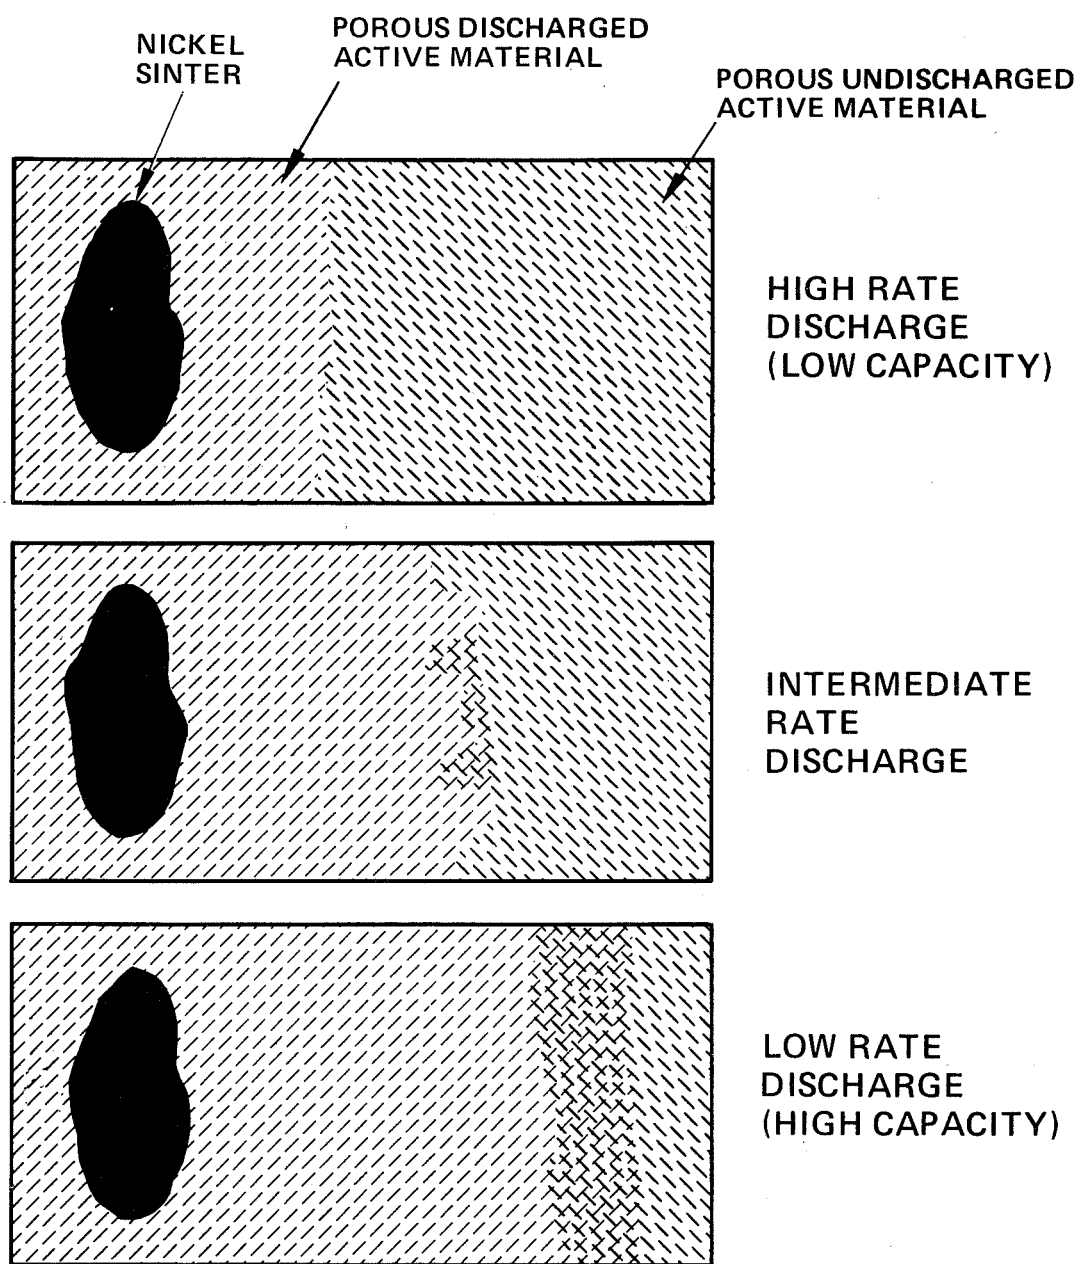 NICKEL
SINTER
POROUS DISCHARGED
ACTIVE MATERIAL
POROUS UNDISCHARGED
ACTIVE MATERIAL
HIGH RATE
DISCHARGE
(LOW CAPACITY)
INTERMEDIATE
RATE
DISCHARGE
LOW RATE
DISCHARGE
(HIGH CAPACITY)